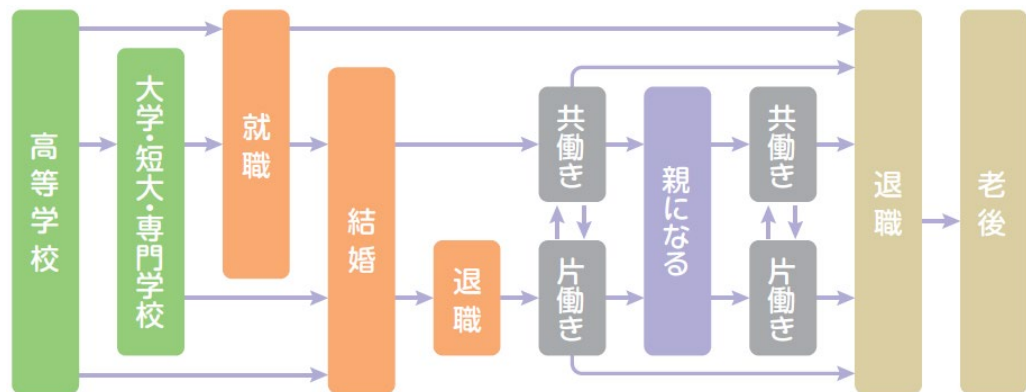 高等学校
大学・短大・専門学校
就職
結婚
退職
共働き
片働き
親になる
共働き
片働き
退職
老後